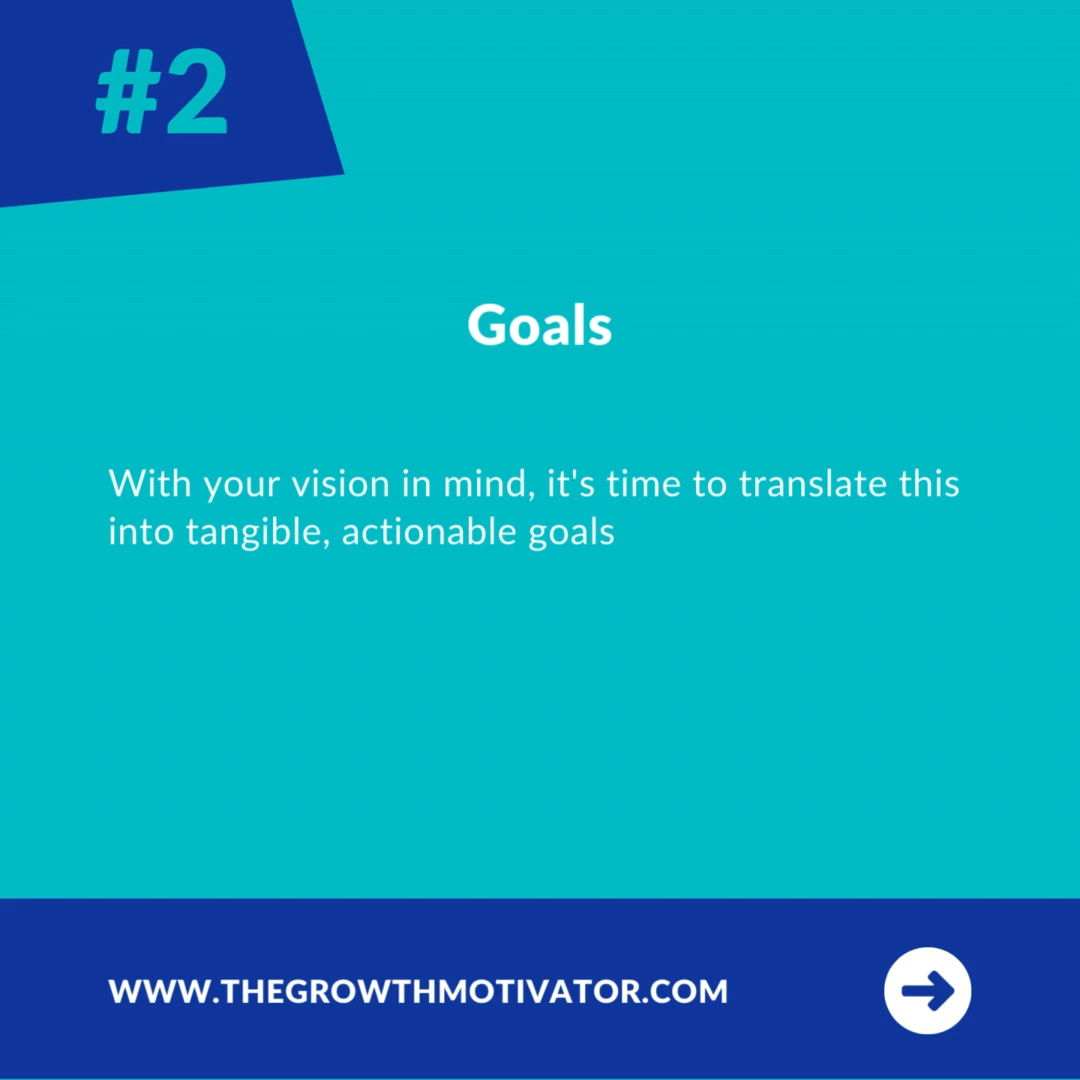 #2
Goals
With your vision in mind, it's time to translate this
into tangible, actionable goals
WWW.THEGROWTHMOTIVATOR.COM